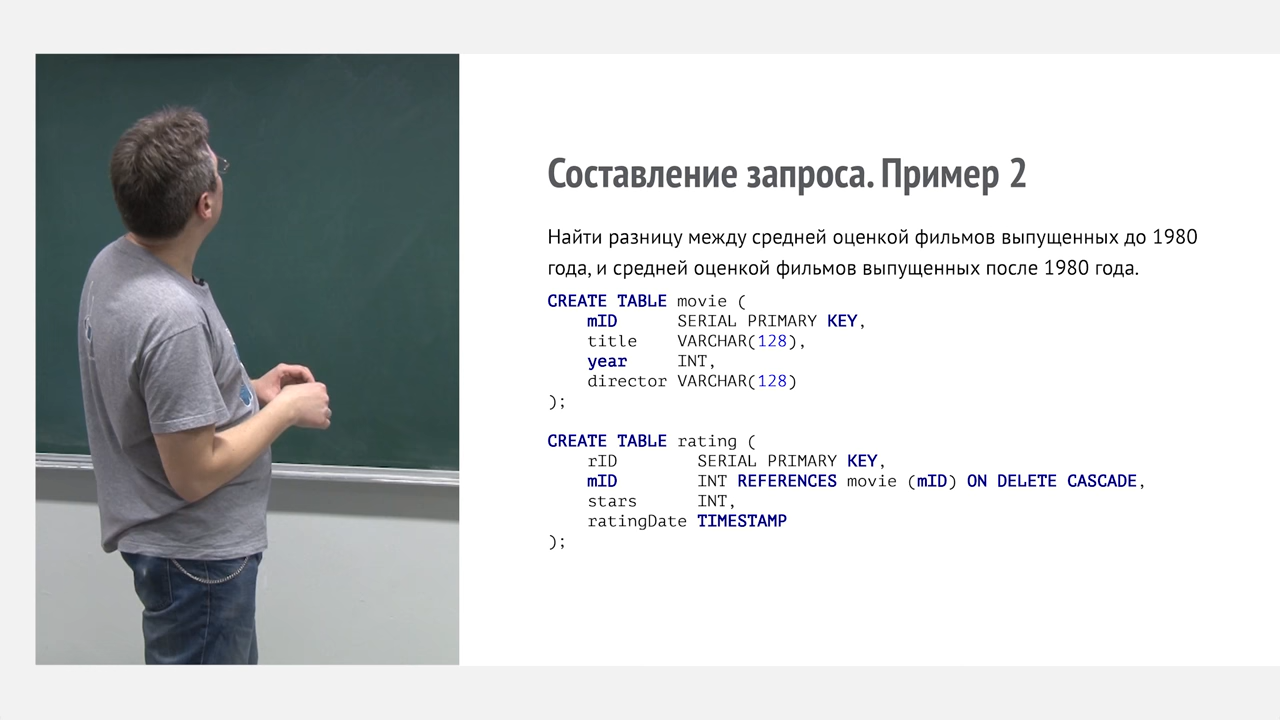 Составление запроса. Пример 2
Найти разницу между средней оценкой фильмов выпущенных до 1980
года, и средней оценкой фильмов выпущенных после 1980 года.
CREATE TABLE movie (
    mID      SERIAL PRIMARY KEY,
    title    VARCHAR(128),
    year     INT,
    director VARCHAR(128)
);
CREATE TABLE rating (
    rID        SERIAL PRIMARY KEY,
    mID        INT REFERENCES movie (mID) ON DELETE CASCADE,
    stars      INT,
    ratingDate TIMESTAMP
);